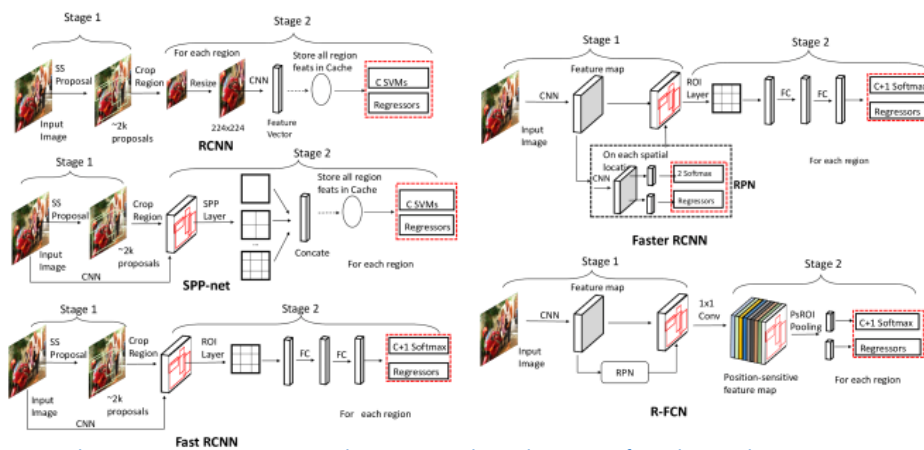 Stage 1
Stage 2
SS
Proposal
Crop
Region
For each region
Resize
CNN
Store all region
feats in Cache
C SVMs
Regressors
Input
Image
~2k
proposals
224x224
Feature
Vector
RCNN
Stage 1
Stage 2
SS
Proposal
Crop
Region
SPP
Layer
Store all region
feats in Cache
C SVMs
Regressors
...
Concate
Input
Image
~2k
proposals
CNN
For each region
SPP-net
Stage 1
Stage 2
SS
Proposal
Crop
Region
ROI
Layer
FC
FC
C+1 Softmax
Regressors
Input
Image
~2k
proposals
CNN
For each region
Fast RCNN
Stage 1
Stage 2
Feature map
CNN
ROI
Layer
FC
FC
C+1 Softmax
Regressors
Input
Image
On each spatial
location
CNN
2 Softmax
Regressors
RPN
For each region
Faster RCNN
Stage 1
Stage 2
Feature map
CNN
1x1
Conv
PsROI
Pooling
C+1 Softmax
Regressors
Input
Image
RPN
Position-sensitive
feature map
For each region
R-FCN